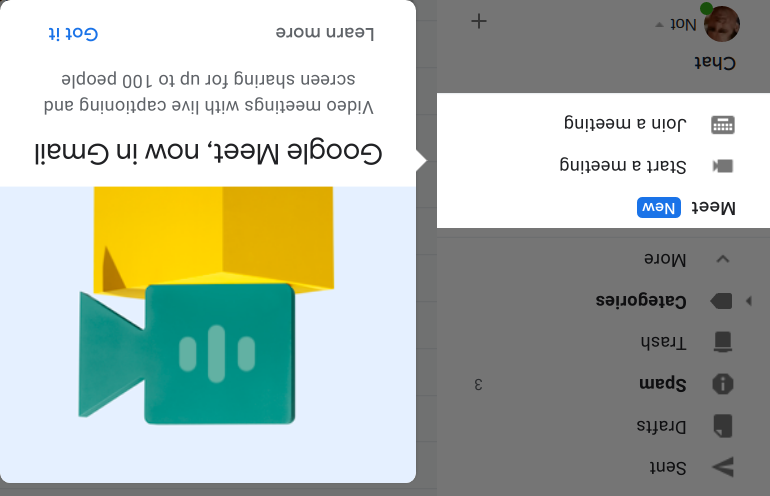 Sent
Drafts
Spam 3
Trash
Categories
More
Meet New
Start a meeting
Join a meeting
Chat
Not
Google Meet, now in Gmail
Video meetings with live captioning and
screen sharing for up to 100 people
Learn more
Got it